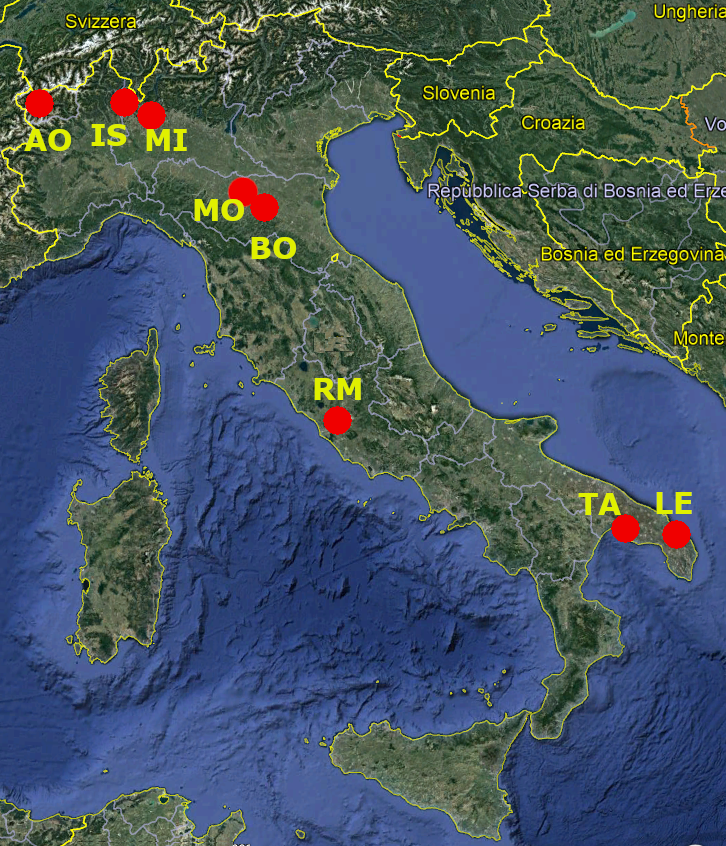 Svizzera
Ungheria
Slovenia
Croazia
Vo
AO
IS
MI
MO
BO
Repubblica Serba di Bosnia ed Erze
Bosnia ed Erzegovina
Monte
RM
TA
LE